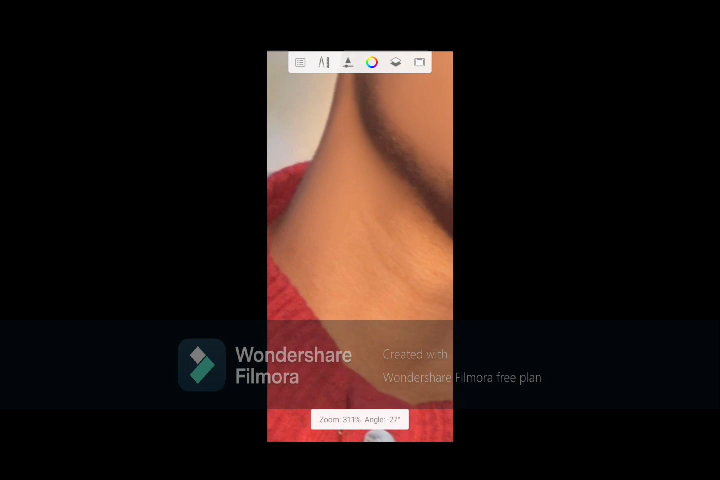 Wondershare
Filmora
Created with
Wondershare Filmora free plan
Zoom: 311% Angle: -27°